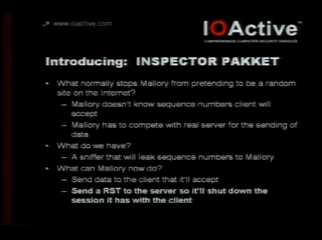 www.ioactive.com
IOActive™
COMPREHENSIVE COMPUTER SECURITY SERVICES
Introducing: INSPECTOR PAKKET
• What normally stops Mallory from pretending to be a random
site on the Internet?
– Mallory doesn't know sequence numbers client will
accept
– Mallory has to compete with real server for the sending of
data
• What do we have?
– A sniffer that will leak sequence numbers to Mallory
• What can Mallory now do?
– Send data to the client that it'll accept
– Send a RST to the server so it'll shut down the
session it has with the client